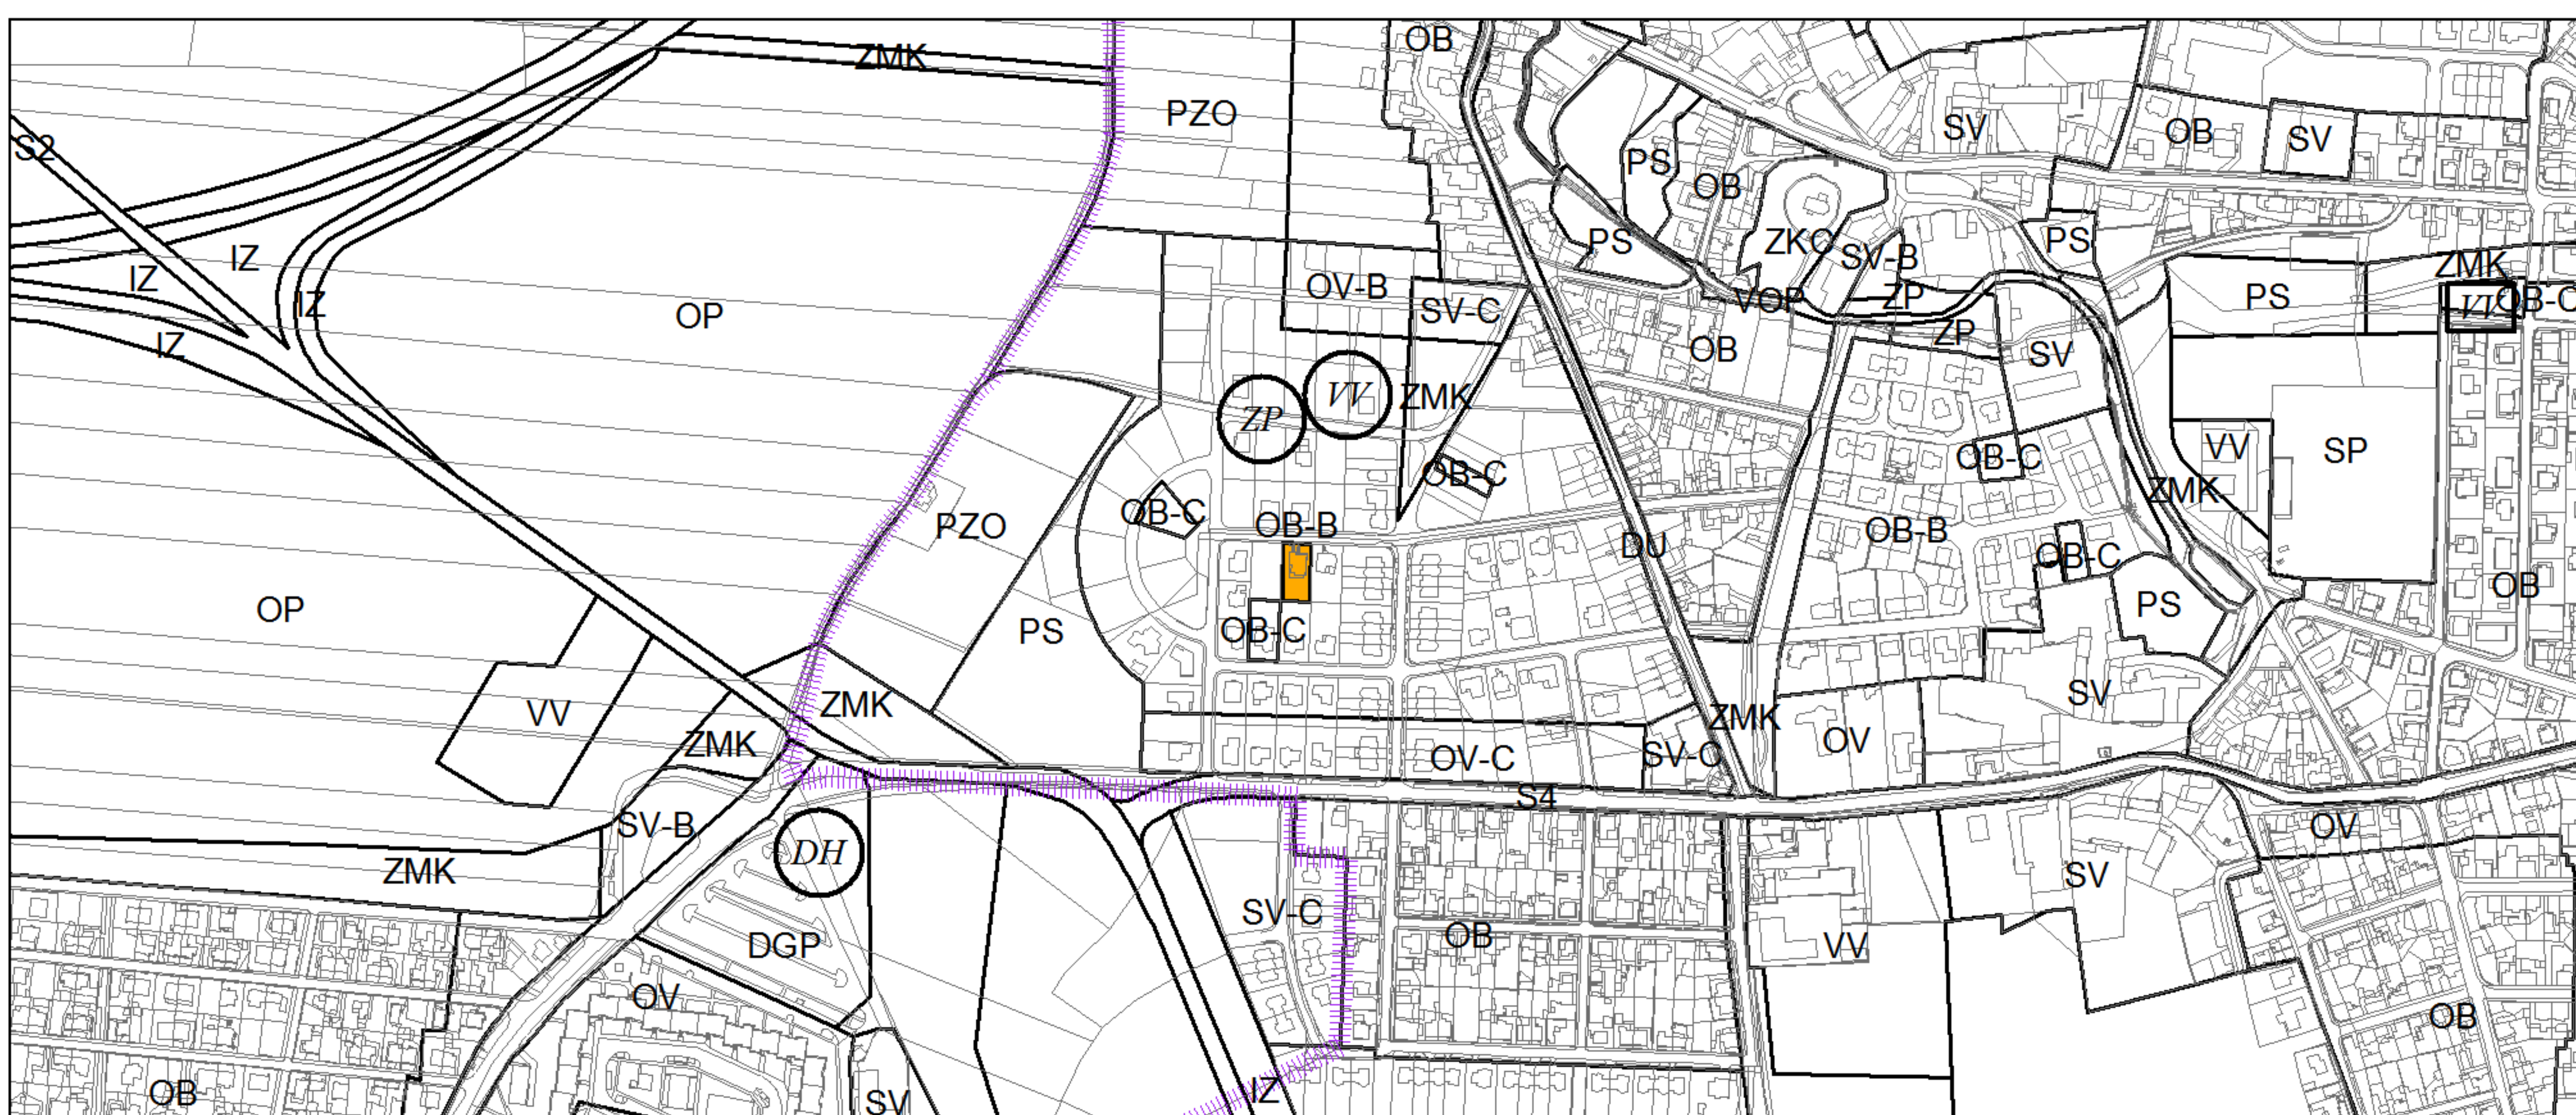 OB
ZMK
PZO
SV
OB
SV
S2
PS
OB
PS
ZKC
SV-B
PS
IZ
IZ
IZ
IZ
OP
OV-B
SV-C
VOP
ZP
ZP
ZMK
PS
OB-C
OB
SV
ZP
VV
ZMK
OB-C
OB-C
VV
SP
ZMK
OB-C
PZO
OB-B
OB-B
DU
OB-C
OB
OP
PS
OB-C
PS
VV
ZMK
ZMK
ZMK
SV
OV-C
SV-C
OV
S4
SV-B
DH
OV
ZMK
SV
SV-C
OB
DGP
VV
OV
OB
OB
SV
IZ